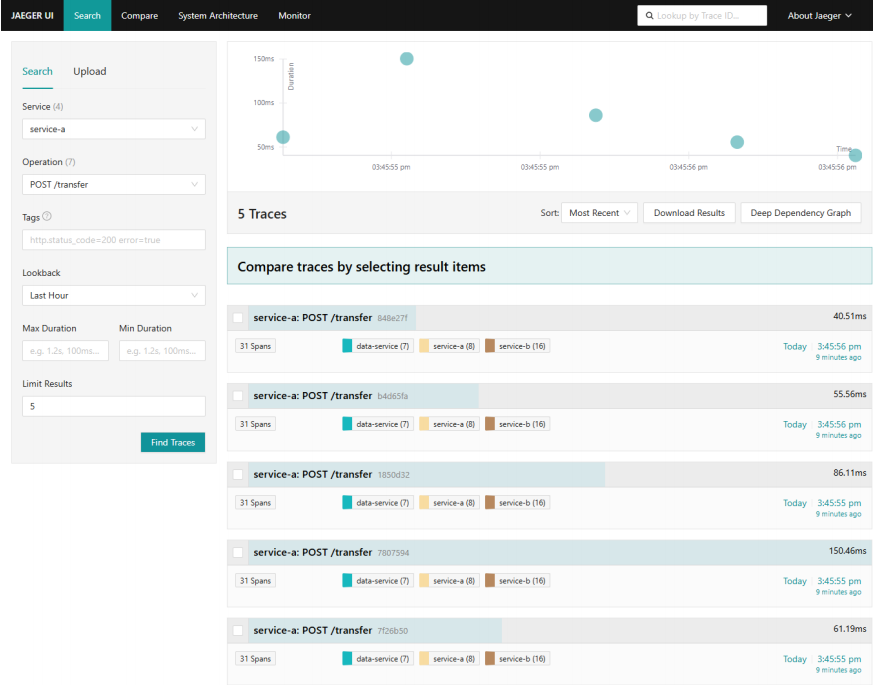 JAEGER UI Search Compare System Architecture Monitor Lookup by Trace ID... About Jaeger
Search Upload
Service (4)
service-a
Operation (7)
POST /transfer
Tags
http.status_code=200 error=true
Lookback
Last Hour
Max Duration Min Duration
e.g. 1.2s, 100ms... e.g. 1.2s, 100ms...
Limit Results
5
Find Traces
150ms
100ms
50ms
Duration
Time
03:45:55 pm 03:45:55 pm 03:45:56 pm 03:45:56 pm
5 Traces Sort: Most Recent Download Results Deep Dependency Graph
Compare traces by selecting result items
service-a: POST /transfer 848e27f 40.51ms
31 Spans data-service (7) service-a (8) service-b (16) Today 3:45:56 pm
9 minutes ago
service-a: POST /transfer b4d65fa 55.56ms
31 Spans data-service (7) service-a (8) service-b (16) Today 3:45:56 pm
9 minutes ago
service-a: POST /transfer 1850d32 86.11ms
31 Spans data-service (7) service-a (8) service-b (16) Today 3:45:55 pm
9 minutes ago
service-a: POST /transfer 7807594 150.46ms
31 Spans data-service (7) service-a (8) service-b (16) Today 3:45:55 pm
9 minutes ago
service-a: POST /transfer 7f26b50 61.19ms
31 Spans data-service (7) service-a (8) service-b (16) Today 3:45:55 pm
9 minutes ago